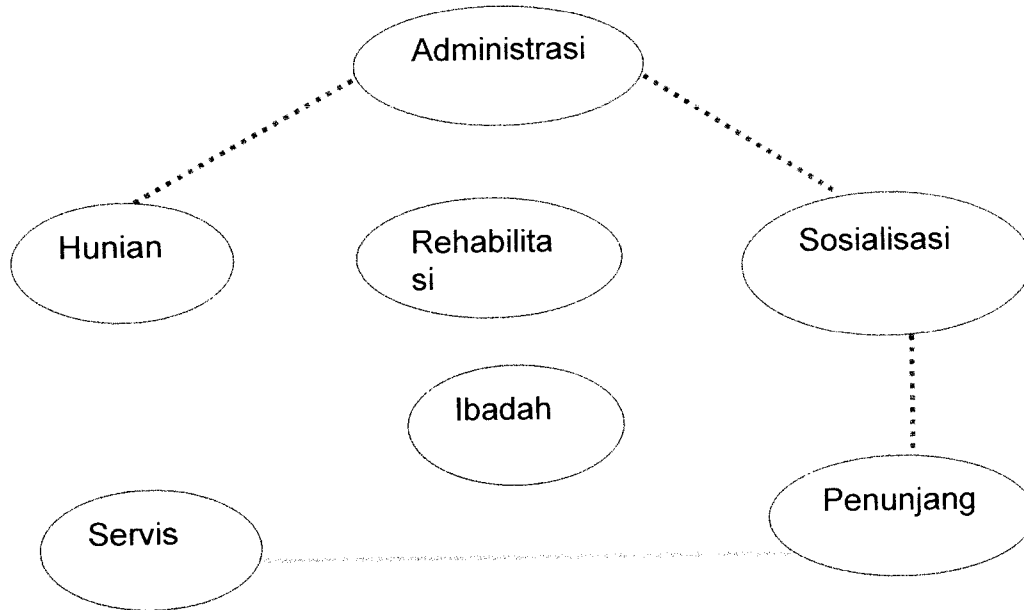 Administrasi
Hunian
Rehabilita
si
Sosialisasi
Ibadah
Servis
Penunjang